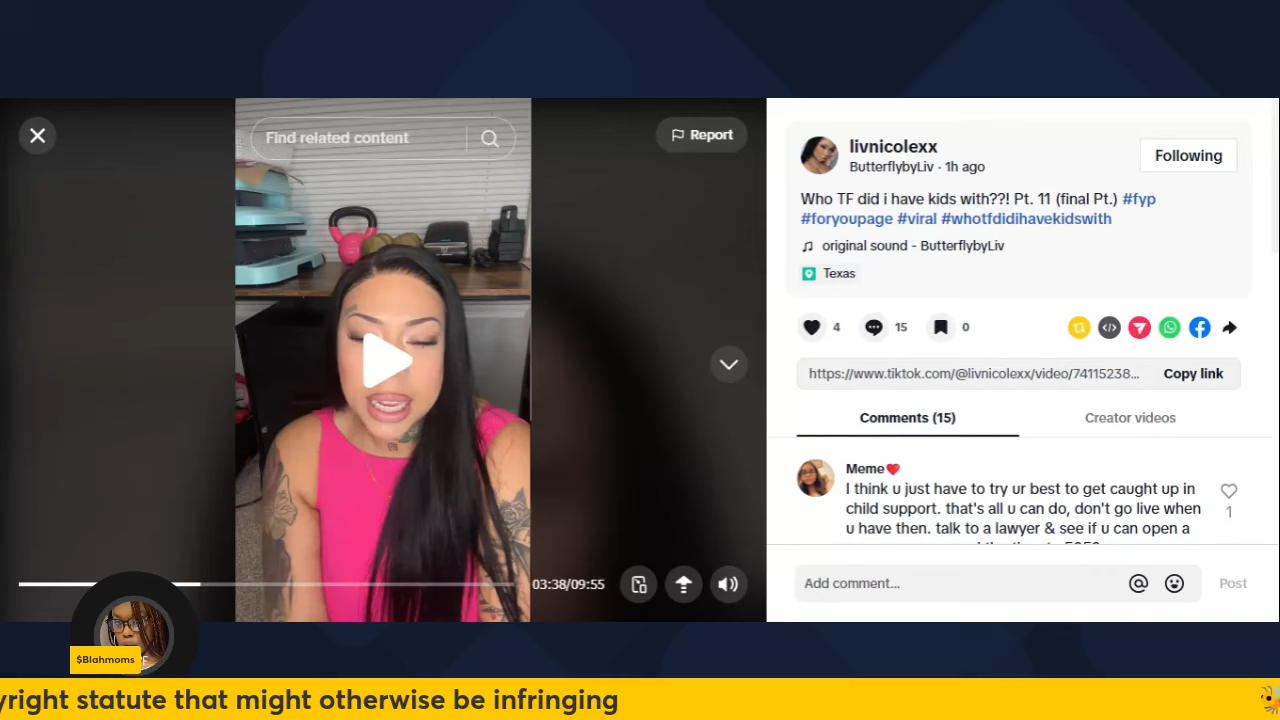 Find related content
Report
livnicolexx
ButterflybyLiv · 1h ago
Following
Who TF did i have kids with??! Pt. 11 (final Pt.) #fyp
#foryoupage #viral #whotfdidihavekidswith
original sound - ButterflybyLiv
Texas
4
15
0
https://www.tiktok.com/@livnicolexx/video/74115238...
Copy link
Comments (15)
Creator videos
Meme❤️
I think u just have to try ur best to get caught up in
child support. that's all u can do, don't go live when
u have then. talk to a lawyer & see if u can open a
1
03:38/09:55
Add comment...
Post
$Blahmoms
yright statute that might otherwise be infringing